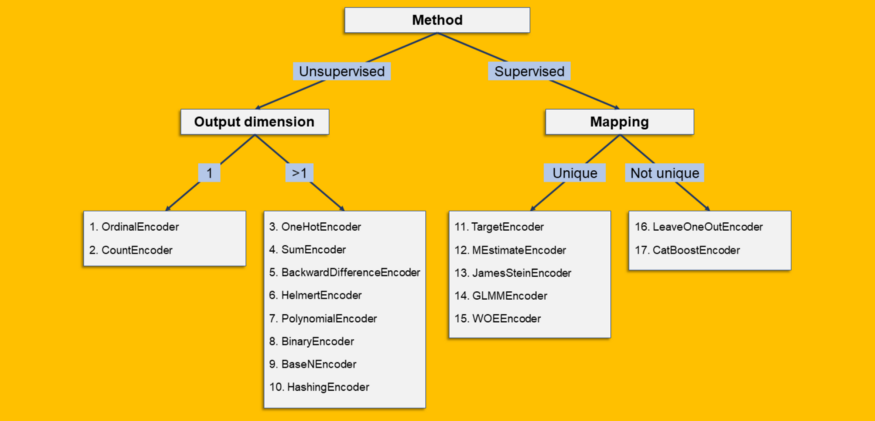 Method
Unsupervised
Supervised
Output dimension
Mapping
1
>1
Unique
Not unique
1. OrdinalEncoder
2. CountEncoder
3. OneHotEncoder
4. SumEncoder
5. BackwardDifferenceEncoder
6. HelmertEncoder
7. PolynomialEncoder
8. BinaryEncoder
9. BaseNEncoder
10. HashingEncoder
11. TargetEncoder
12. MEstimateEncoder
13. JamesSteinEncoder
14. GLMMEncoder
15. WOEEncoder
16. LeaveOneOutEncoder
17. CatBoostEncoder